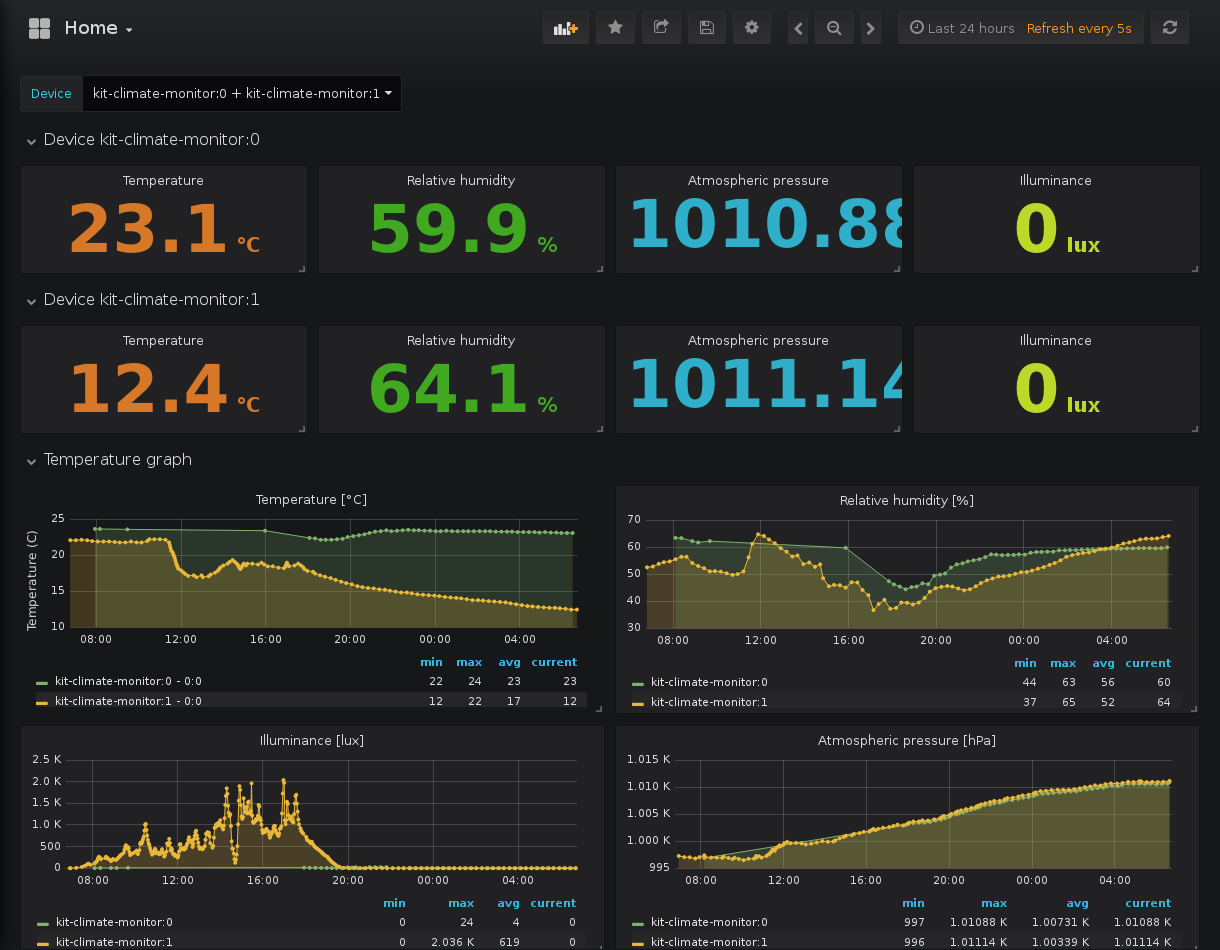 Home
Last 24 hours Refresh every 5s
Device kit-climate-monitor:0 + kit-climate-monitor:1
Device kit-climate-monitor:0
Temperature Relative humidity Atmospheric pressure Illuminance
23.1 °C 59.9 % 1010.88 0 lux
Device kit-climate-monitor:1
Temperature Relative humidity Atmospheric pressure Illuminance
12.4 °C 64.1 % 1011.14 0 lux
Temperature graph
Temperature [°C]
Temperature (C)
25
20
15
10
08:00 12:00 16:00 20:00 00:00 04:00
min max avg current
kit-climate-monitor:0 - 0:0 22 24 23 23
kit-climate-monitor:1 - 0:0 12 22 17 12
Relative humidity [%]
70
60
50
40
30
08:00 12:00 16:00 20:00 00:00 04:00
min max avg current
kit-climate-monitor:0 44 63 56 60
kit-climate-monitor:1 37 65 52 64
Illuminance [lux]
2.5 K
2.0 K
1.5 K
1.0 K
500
0
08:00 12:00 16:00 20:00 00:00 04:00
min max avg current
kit-climate-monitor:0 0 24 4 0
kit-climate-monitor:1 0 2.036 K 619 0
Atmospheric pressure [hPa]
1.015 K
1.010 K
1.005 K
1.000 K
995
08:00 12:00 16:00 20:00 00:00 04:00
min max avg current
kit-climate-monitor:0 997 1.01088 K 1.00731 K 1.01088 K
kit-climate-monitor:1 996 1.01114 K 1.00339 K 1.01114 K